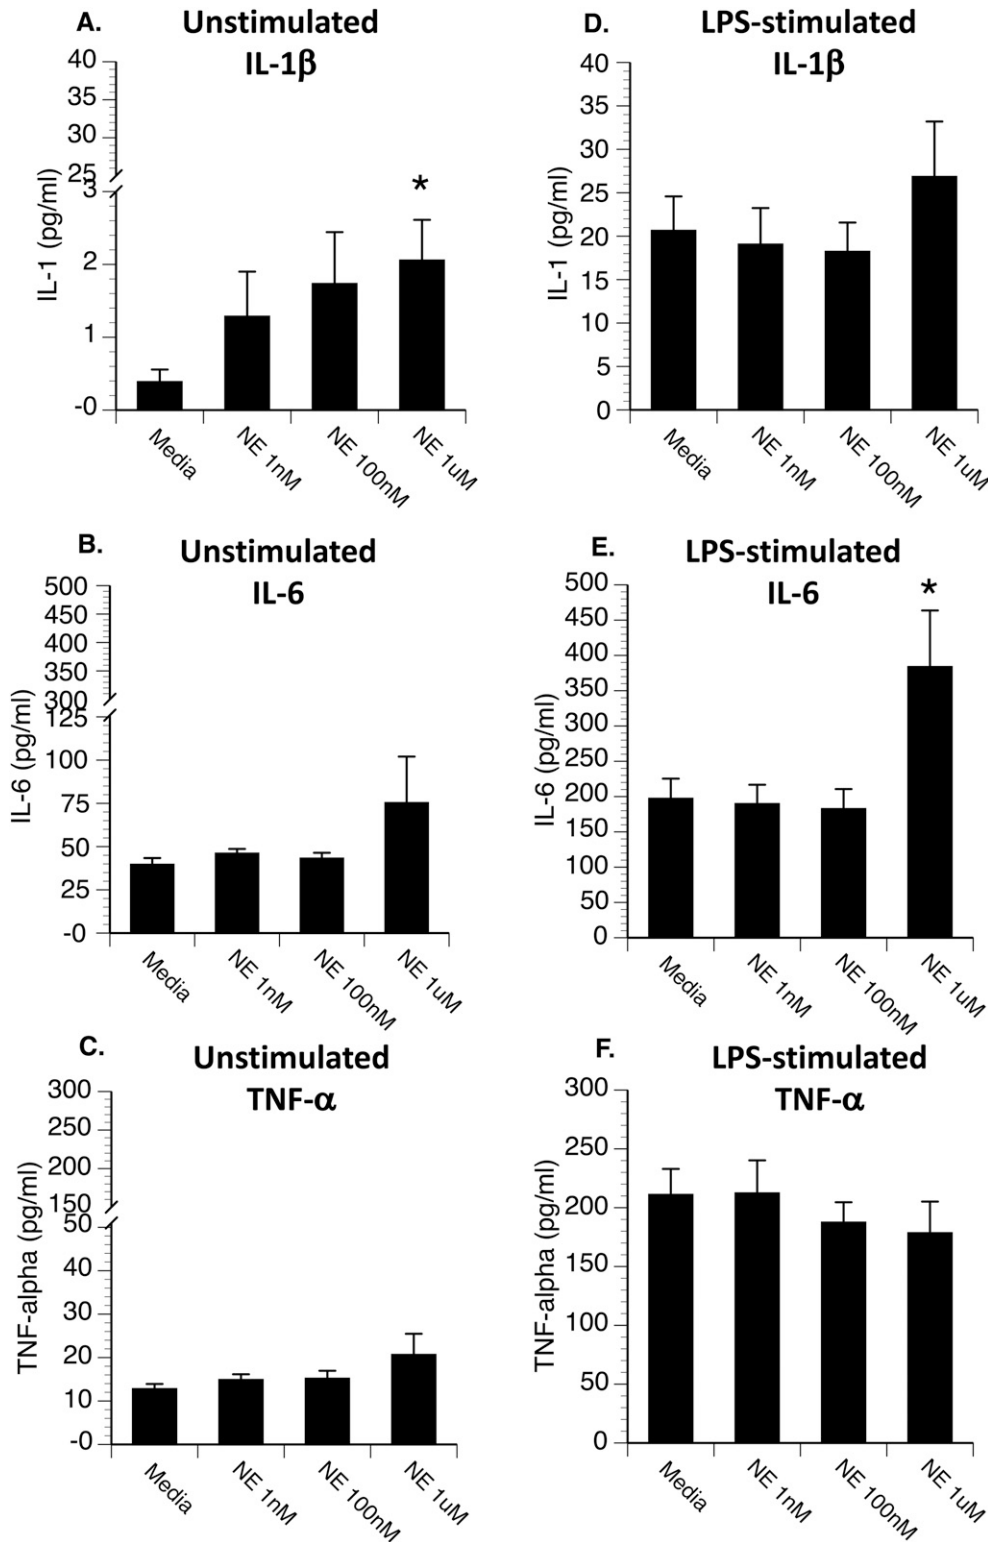 A.
Unstimulated
IL-1β
40
35
30
25
3
2
1
-0
IL-1 (pg/ml)
Media
NE 1nM
NE 100nM
NE 1uM
*
D.
LPS-stimulated
IL-1β
40
35
30
25
20
15
10
5
0
IL-1 (pg/ml)
Media
NE 1nM
NE 100nM
NE 1uM
B.
Unstimulated
IL-6
500
450
400
350
300
125
100
75
50
25
-0
IL-6 (pg/ml)
Media
NE 1nM
NE 100nM
NE 1uM
E.
LPS-stimulated
IL-6
500
450
400
350
300
250
200
150
100
50
0
IL-6 (pg/ml)
Media
NE 1nM
NE 100nM
NE 1uM
*
C.
Unstimulated
TNF-α
300
250
200
150
50
40
30
20
10
-0
TNF-alpha (pg/ml)
Media
NE 1nM
NE 100nM
NE 1uM
F.
LPS-stimulated
TNF-α
300
250
200
150
100
50
0
TNF-alpha (pg/ml)
Media
NE 1nM
NE 100nM
NE 1uM